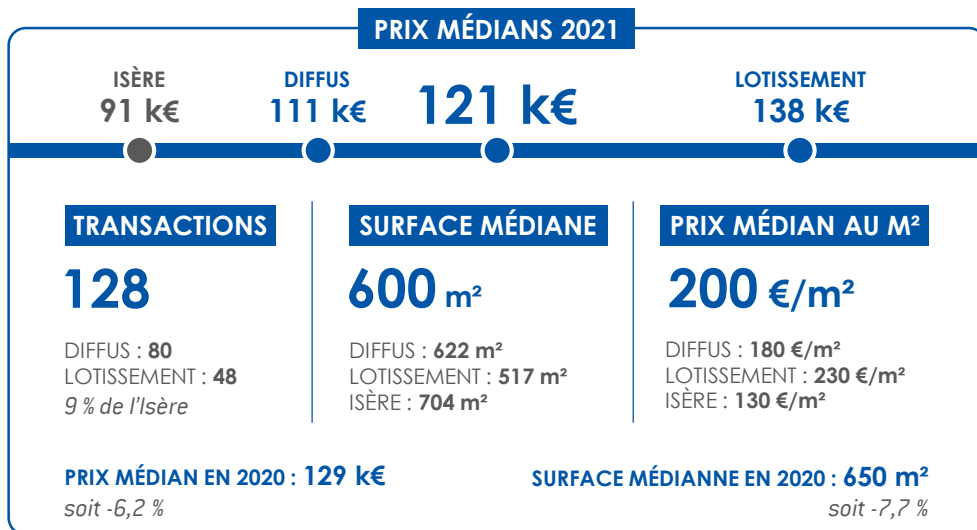 PRIX MÉDIANS 2021
ISÈRE
91 k€
DIFFUS
111 k€
121 k€
LOTISSEMENT
138 k€
TRANSACTIONS
128
DIFFUS : 80
LOTISSEMENT : 48
9 % de l'Isère
SURFACE MÉDIANE
600 m²
DIFFUS : 622 m²
LOTISSEMENT : 517 m²
ISÈRE : 704 m²
PRIX MÉDIAN AU M²
200 €/m²
DIFFUS : 180 €/m²
LOTISSEMENT : 230 €/m²
ISÈRE : 130 €/m²
PRIX MÉDIAN EN 2020 : 129 k€
soit -6,2 %
SURFACE MÉDIANNE EN 2020 : 650 m²
soit -7,7 %